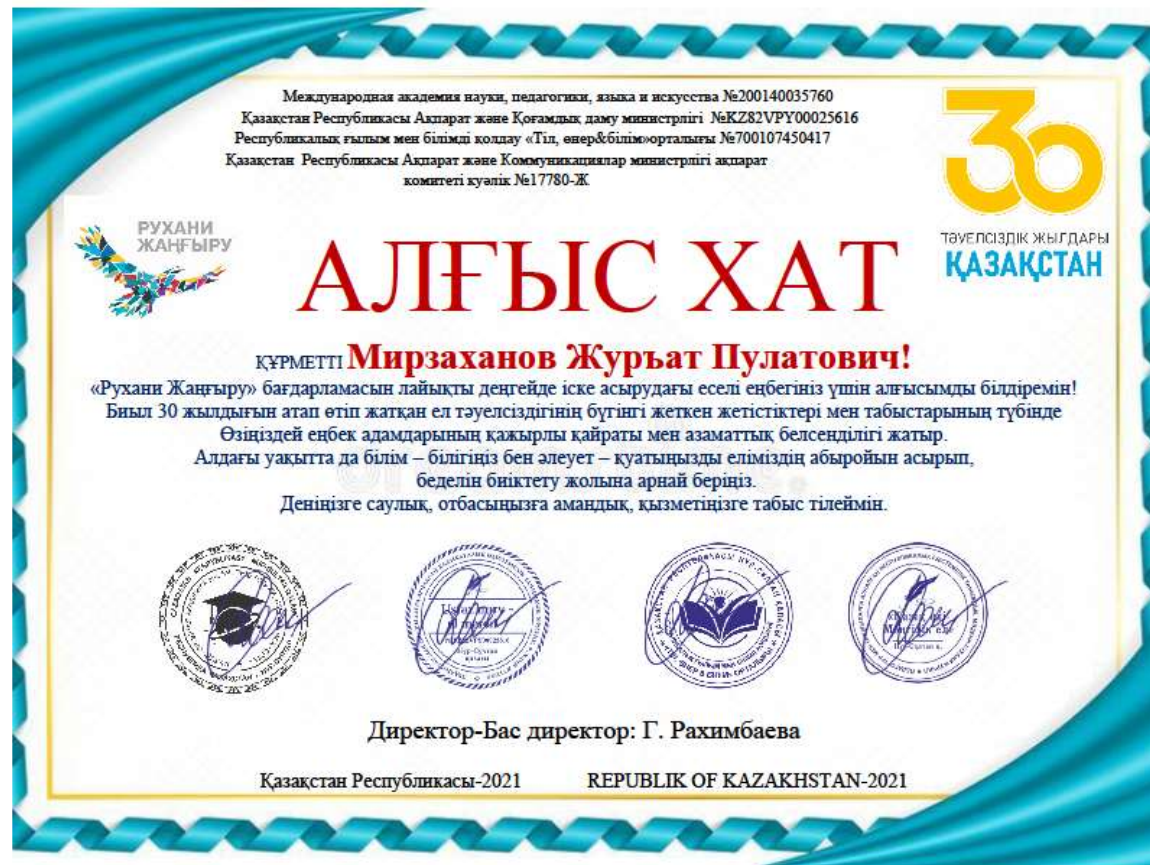 Международная академия науки, педагогики, языка и искусства №200140035760
Қазақстан Республикасы Ақпарат және Қоғамдық даму министрлігі №KZ82VPY00025616
Республикалық ғылым мен білімді қолдау «Тіл, өнер&білім»орталығы №700107450417
Қазақстан Республикасы Ақпарат және Коммуникациялар министрлігі ақпарат
комитеті куәлік №17780-Ж
30
ТӘУЕЛСІЗДІК ЖЫЛДАРЫ
ҚАЗАҚСТАН
РУХАНИ
ЖАҢҒЫРУ
АЛҒЫС ХАТ
ҚҰРМЕТТІ Мирзаханов Журъат Пулатович!
«Рухани Жаңғыру» бағдарламасын лайықты деңгейде іске асырудағы еселі еңбегініз үшін алғысымды білдіремін!
Биыл 30 жылдығын атап өтіп жатқан ел тәуелсіздігінің бүгінгі жеткен жетістіктері мен табыстарының түбінде
Өзіңіздей еңбек адамдарының қажырлы қайраты мен азаматтық белсенділігі жатыр.
Алдағы уақытта да білім – білігіңіз бен әлеует – қуатыңызды еліміздің абыройын асырып,
беделін биіктету жолына арнай беріңіз.
Деніңізге саулық, отбасыңызға амандық, қызметіңізге табыс тілеймін.
Директор-Бас директор: Г. Рахимбаева
Қазақстан Республикасы-2021 REPUBLIK OF KAZAKHSTAN-2021